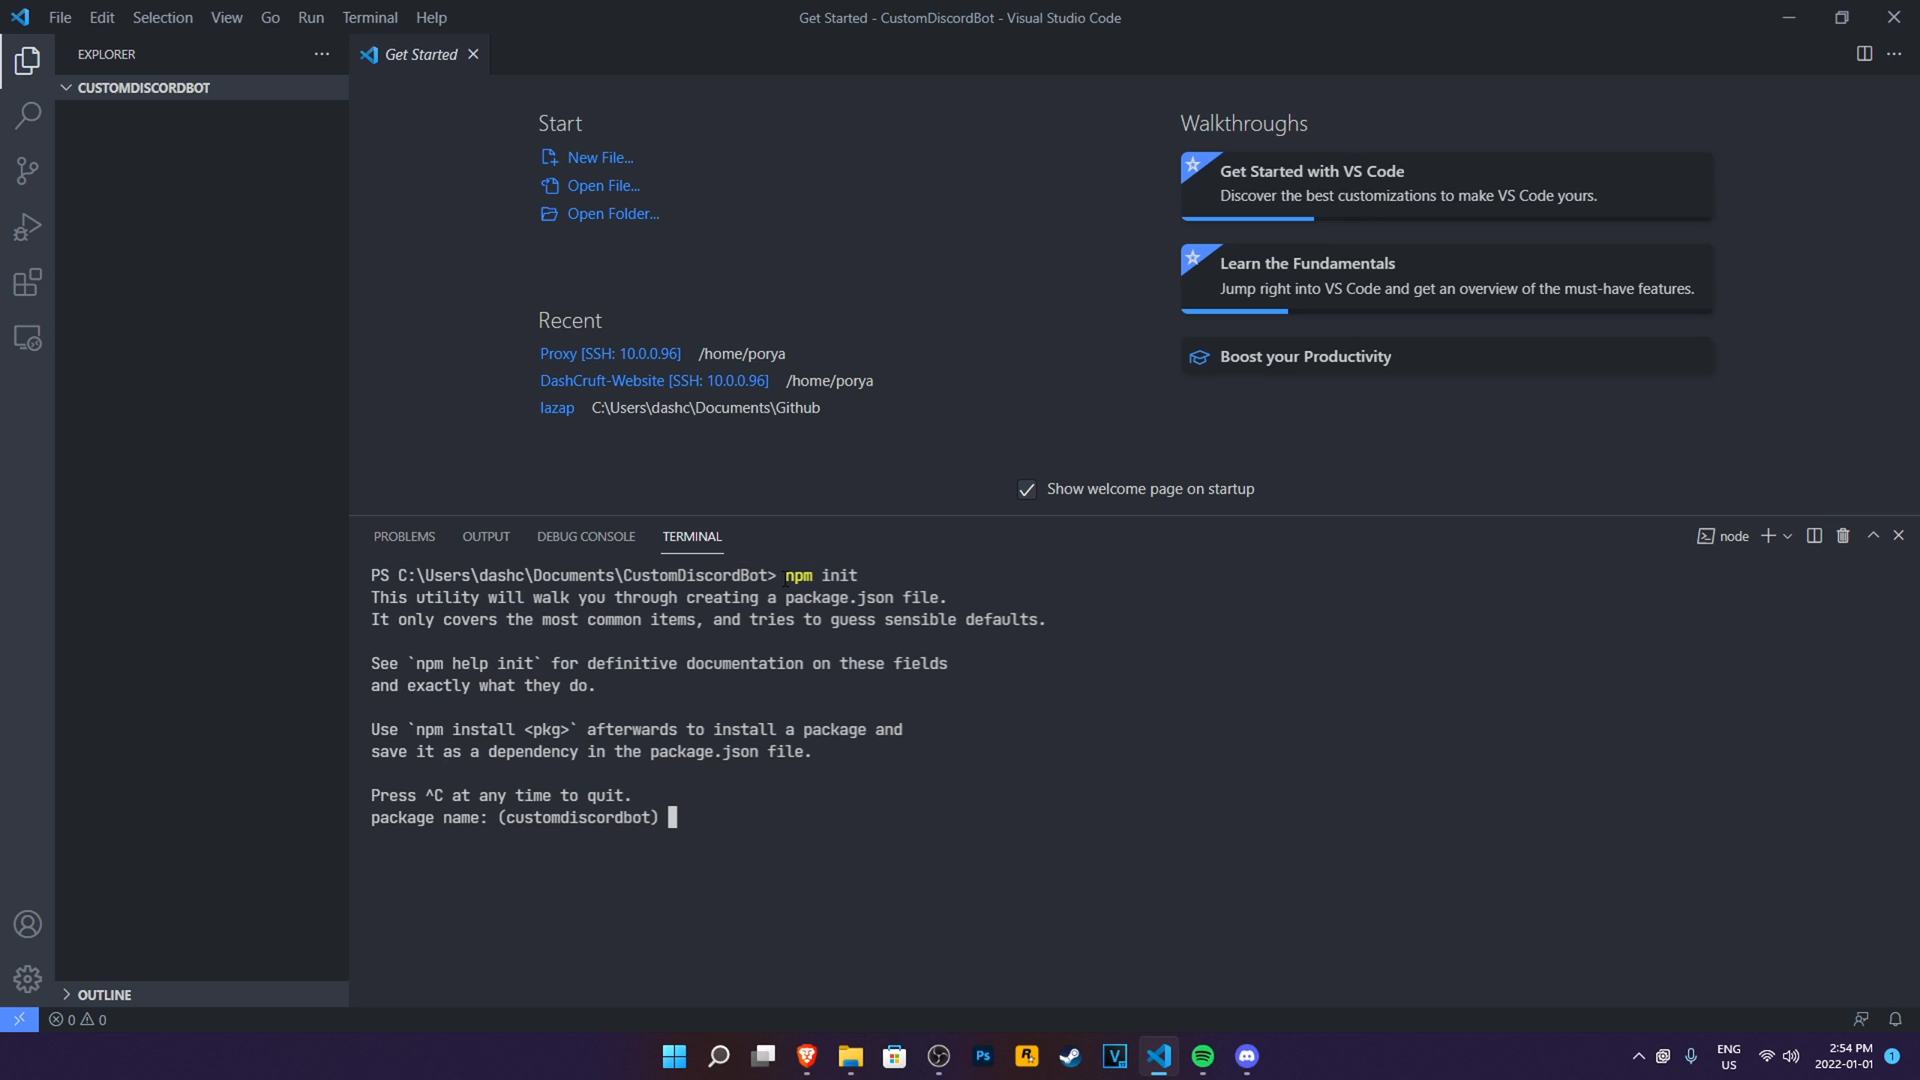 File Edit Selection View Go Run Terminal Help
Get Started - CustomDiscordBot - Visual Studio Code
EXPLORER
CUSTOMDISCORDBOT
Get Started
Start
New File...
Open File...
Open Folder...
Recent
Proxy [SSH: 10.0.0.96] /home/porya
DashCruft-Website [SSH: 10.0.0.96] /home/porya
lazap C:\Users\dashc\Documents\Github
Walkthroughs
Get Started with VS Code
Discover the best customizations to make VS Code yours.
Learn the Fundamentals
Jump right into VS Code and get an overview of the must-have features.
Boost your Productivity
Show welcome page on startup
PROBLEMS OUTPUT DEBUG CONSOLE TERMINAL
node
PS C:\Users\dashc\Documents\CustomDiscordBot> npm init
This utility will walk you through creating a package.json file.
It only covers the most common items, and tries to guess sensible defaults.
See `npm help init` for definitive documentation on these fields
and exactly what they do.
Use `npm install <pkg>` afterwards to install a package and
save it as a dependency in the package.json file.
Press ^C at any time to quit.
package name: (customdiscordbot)
OUTLINE
0 0
Ps
R
V
ENG
US
2:54 PM
2022-01-01
1